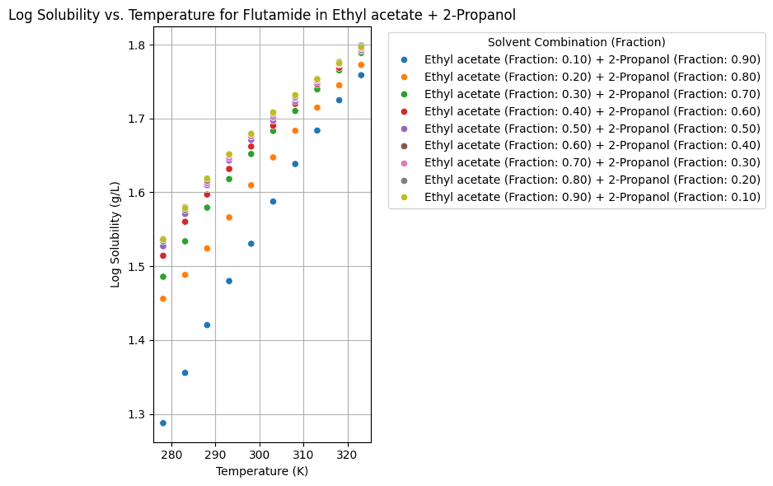 Log Solubility vs. Temperature for Flutamide in Ethyl acetate + 2-Propanol
Solvent Combination (Fraction)
Ethyl acetate (Fraction: 0.10) + 2-Propanol (Fraction: 0.90)
Ethyl acetate (Fraction: 0.20) + 2-Propanol (Fraction: 0.80)
Ethyl acetate (Fraction: 0.30) + 2-Propanol (Fraction: 0.70)
Ethyl acetate (Fraction: 0.40) + 2-Propanol (Fraction: 0.60)
Ethyl acetate (Fraction: 0.50) + 2-Propanol (Fraction: 0.50)
Ethyl acetate (Fraction: 0.60) + 2-Propanol (Fraction: 0.40)
Ethyl acetate (Fraction: 0.70) + 2-Propanol (Fraction: 0.30)
Ethyl acetate (Fraction: 0.80) + 2-Propanol (Fraction: 0.20)
Ethyl acetate (Fraction: 0.90) + 2-Propanol (Fraction: 0.10)
Log Solubility (g/L)
1.8
1.7
1.6
1.5
1.4
1.3
280 290 300 310 320
Temperature (K)